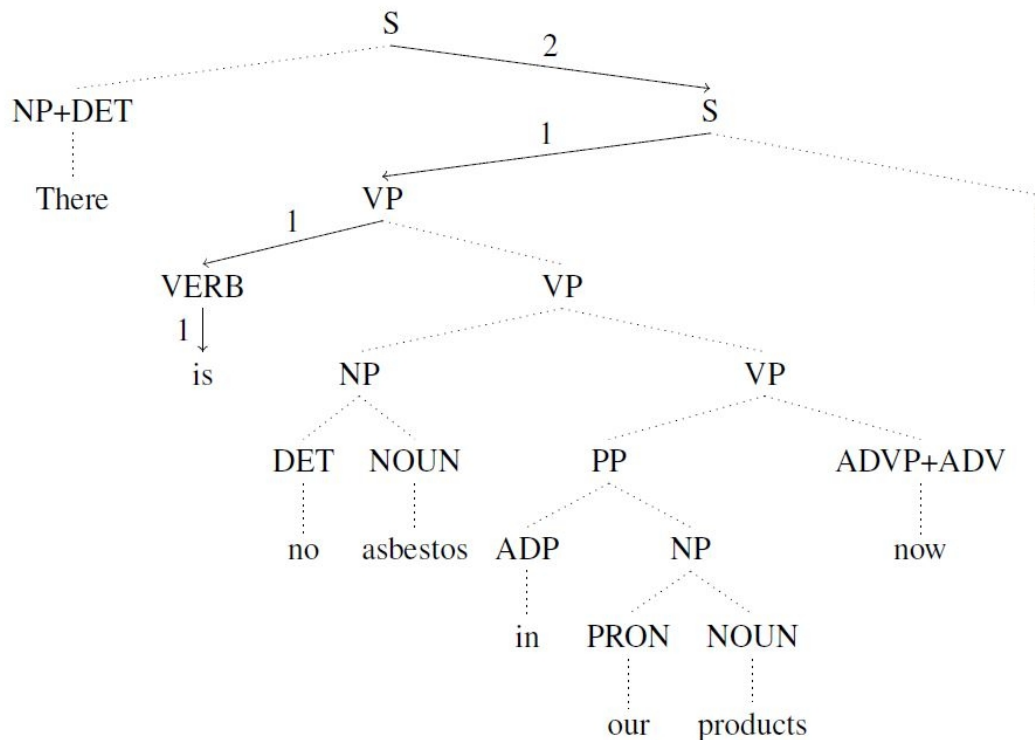 S
2
NP+DET S
1
There VP
1
VERB VP
1
is NP VP
DET NOUN PP ADVP+ADV
no asbestos ADP NP now
in PRON NOUN
our products